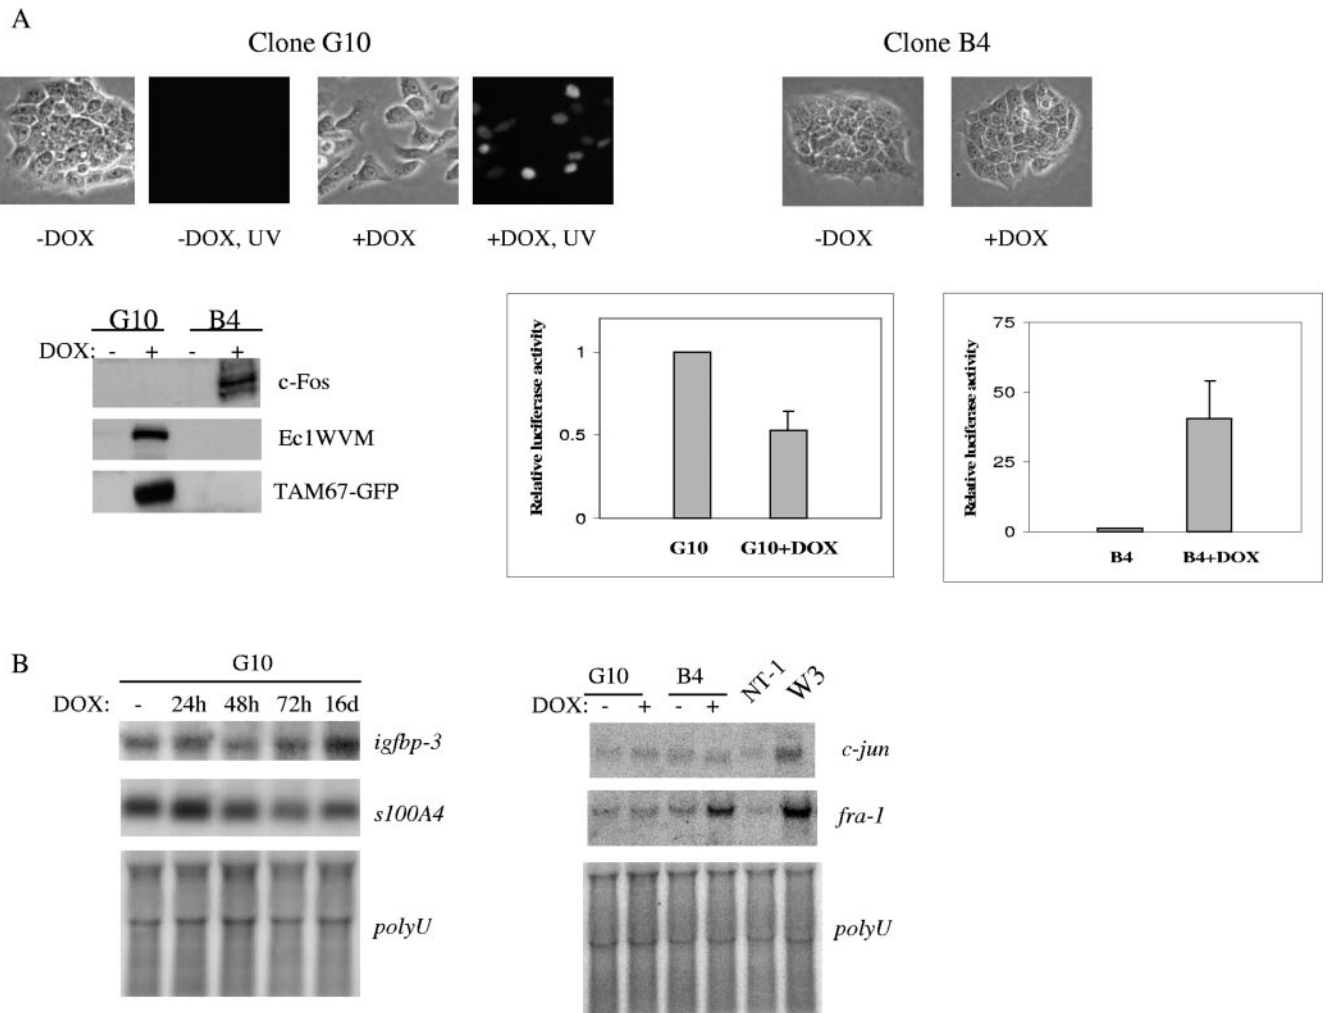 A
Clone G10
Clone B4
-DOX
-DOX, UV
+DOX
+DOX, UV
-DOX
+DOX
G10 B4
DOX: - + - +
c-Fos
Ec1WVM
TAM67-GFP
Relative luciferase activity
1
0.5
0
G10 G10+DOX
Relative luciferase activity
75
50
25
0
B4 B4+DOX
B
G10
DOX: - 24h 48h 72h 16d
igfbp-3
s100A4
polyU
G10 B4 NT-1 W3
DOX: - + - +
c-jun
fra-1
polyU